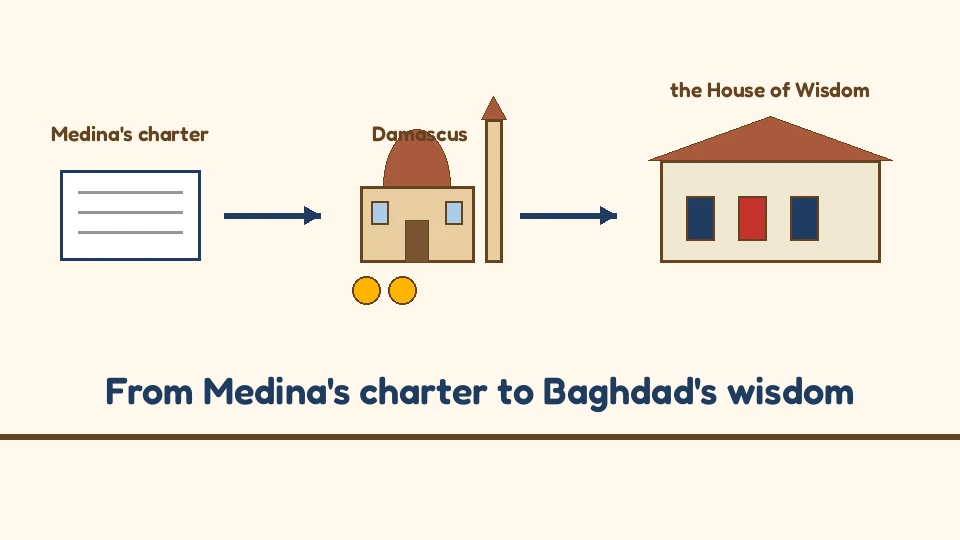 the House of Wisdom
Medina's charter
Damascus
From Medina's charter to Baghdad's wisdom